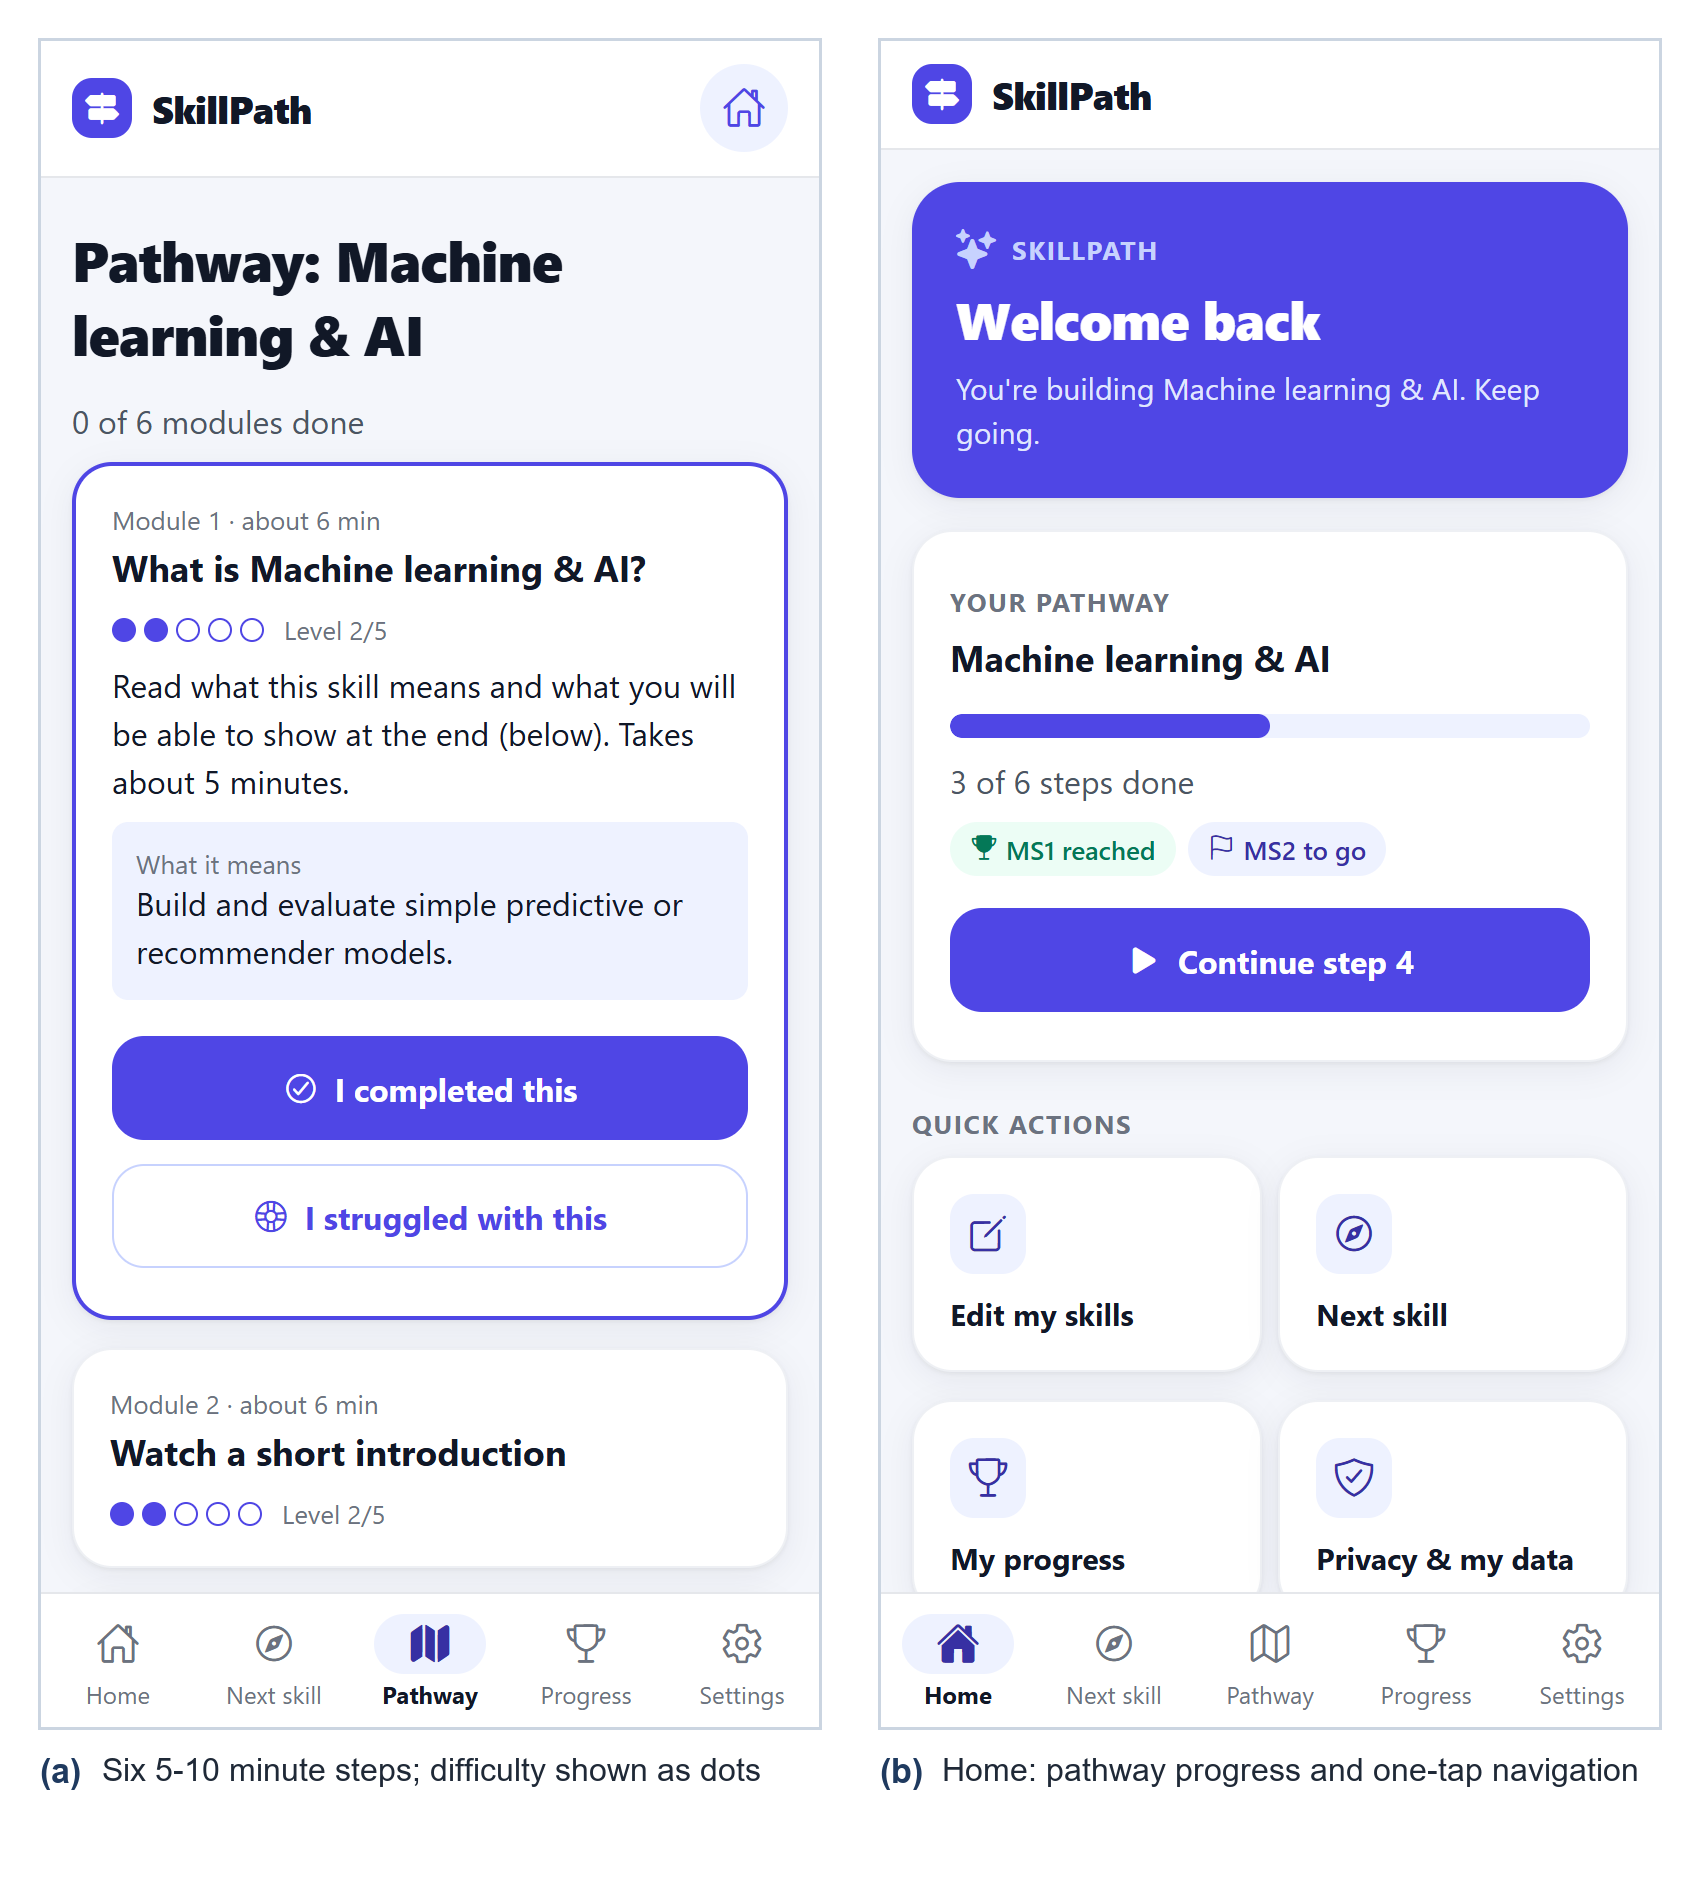 SkillPath
Pathway: Machine
learning & AI
0 of 6 modules done
Module 1 · about 6 min
What is Machine learning & AI?
Level 2/5
Read what this skill means and what you will
be able to show at the end (below). Takes
about 5 minutes.
What it means
Build and evaluate simple predictive or
recommender models.
I completed this
I struggled with this
Module 2 · about 6 min
Watch a short introduction
Level 2/5
Home
Next skill
Pathway
Progress
Settings
(a) Six 5-10 minute steps; difficulty shown as dots
SkillPath
SKILLPATH
Welcome back
You're building Machine learning & AI. Keep
going.
YOUR PATHWAY
Machine learning & AI
3 of 6 steps done
MS1 reached
MS2 to go
Continue step 4
QUICK ACTIONS
Edit my skills
Next skill
My progress
Privacy & my data
Home
Next skill
Pathway
Progress
Settings
(b) Home: pathway progress and one-tap navigation